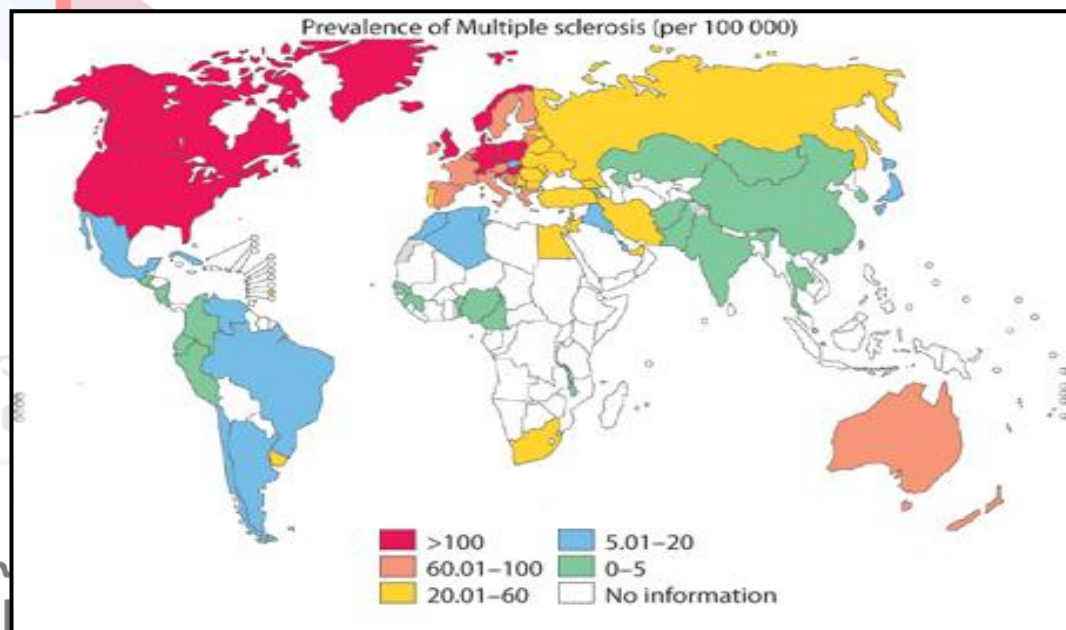 Prevalence of Multiple sclerosis (per 100 000)
>100
60.01–100
20.01–60
5.01–20
0–5
No information